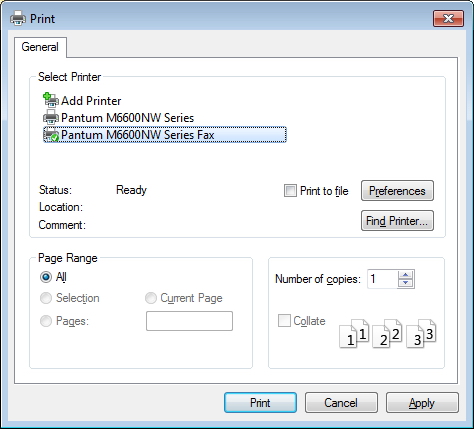 Print
General
Select Printer
Add Printer
Pantum M6600NW Series
Pantum M6600NW Series Fax
Status: Ready
Print to file
Preferences
Location:
Comment:
Find Printer...
Page Range
All
Selection
Current Page
Pages:
Number of copies: 1
Collate
1 1 2 2 3 3
Print
Cancel
Apply